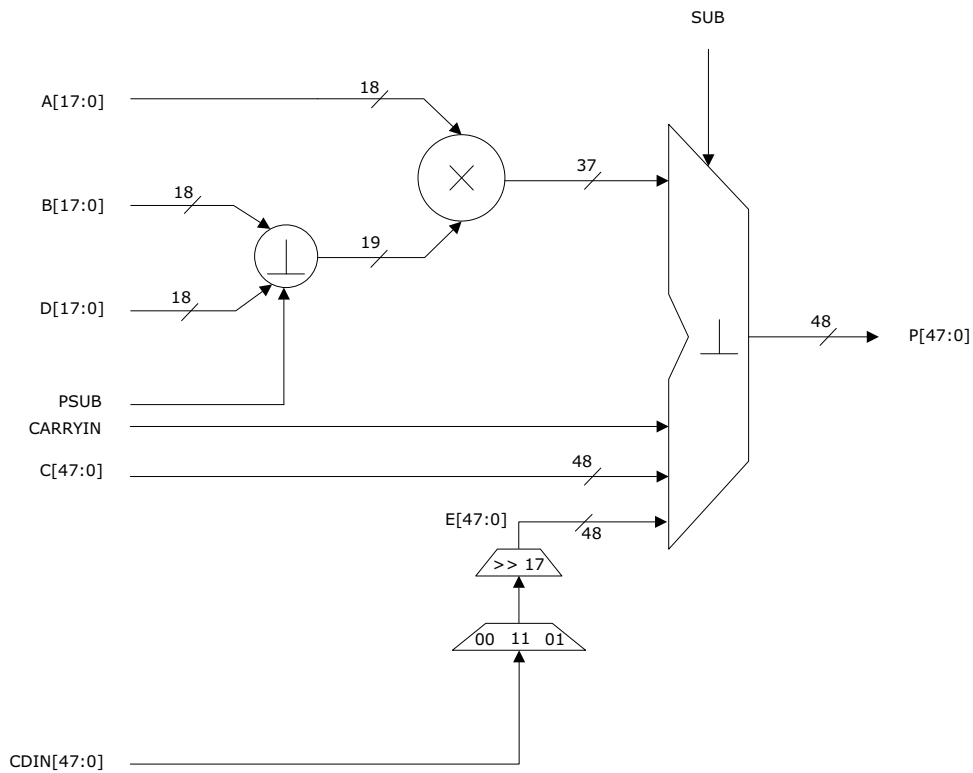 SUB
A[17:0]
18
37
B[17:0]
18
19
D[17:0]
18
48
P[47:0]
PSUB
CARRYIN
C[47:0]
48
E[47:0]
48
>> 17
00 11 01
CDIN[47:0]